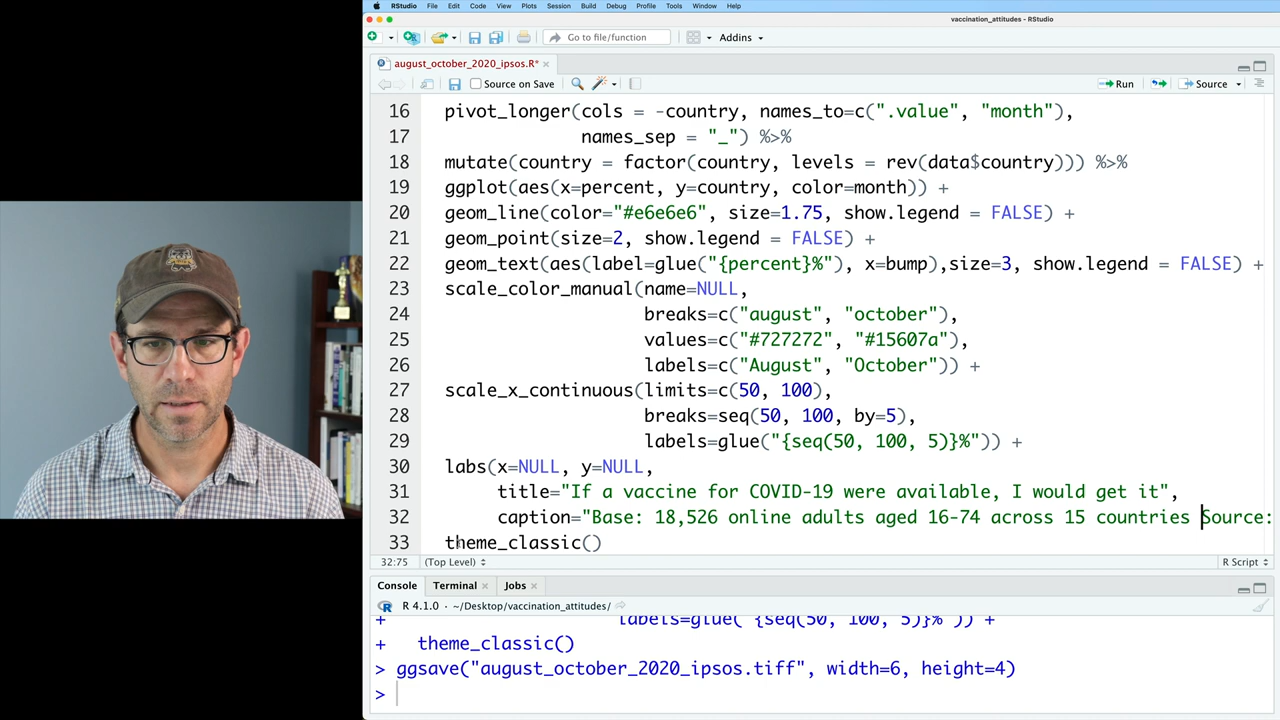 RStudio File Edit Code View Plots Session Build Debug Profile Tools Window Help
vaccination_attitudes - RStudio
Go to file/function Addins
august_october_2020_ipsos.R*
Source on Save Run Source
16 pivot_longer(cols = -country, names_to=c(".value", "month"),
17 names_sep = "_") %>%
18 mutate(country = factor(country, levels = rev(data$country))) %>%
19 ggplot(aes(x=percent, y=country, color=month)) +
20 geom_line(color="#e6e6e6", size=1.75, show.legend = FALSE) +
21 geom_point(size=2, show.legend = FALSE) +
22 geom_text(aes(label=glue("{percent}%"), x=bump),size=3, show.legend = FALSE) +
23 scale_color_manual(name=NULL,
24 breaks=c("august", "october"),
25 values=c("#727272", "#15607a"),
26 labels=c("August", "October")) +
27 scale_x_continuous(limits=c(50, 100),
28 breaks=seq(50, 100, by=5),
29 labels=glue("{seq(50, 100, 5)}%")) +
30 labs(x=NULL, y=NULL,
31 title="If a vaccine for COVID-19 were available, I would get it",
32 caption="Base: 18,526 online adults aged 16-74 across 15 countries Source:
33 theme_classic()
32:75 (Top Level) R Script
Console Terminal Jobs
R 4.1.0 · ~/Desktop/vaccination_attitudes/
+ labels=glue("{seq(50, 100, 5)}%")) +
+ theme_classic()
> ggsave("august_october_2020_ipsos.tiff", width=6, height=4)
>